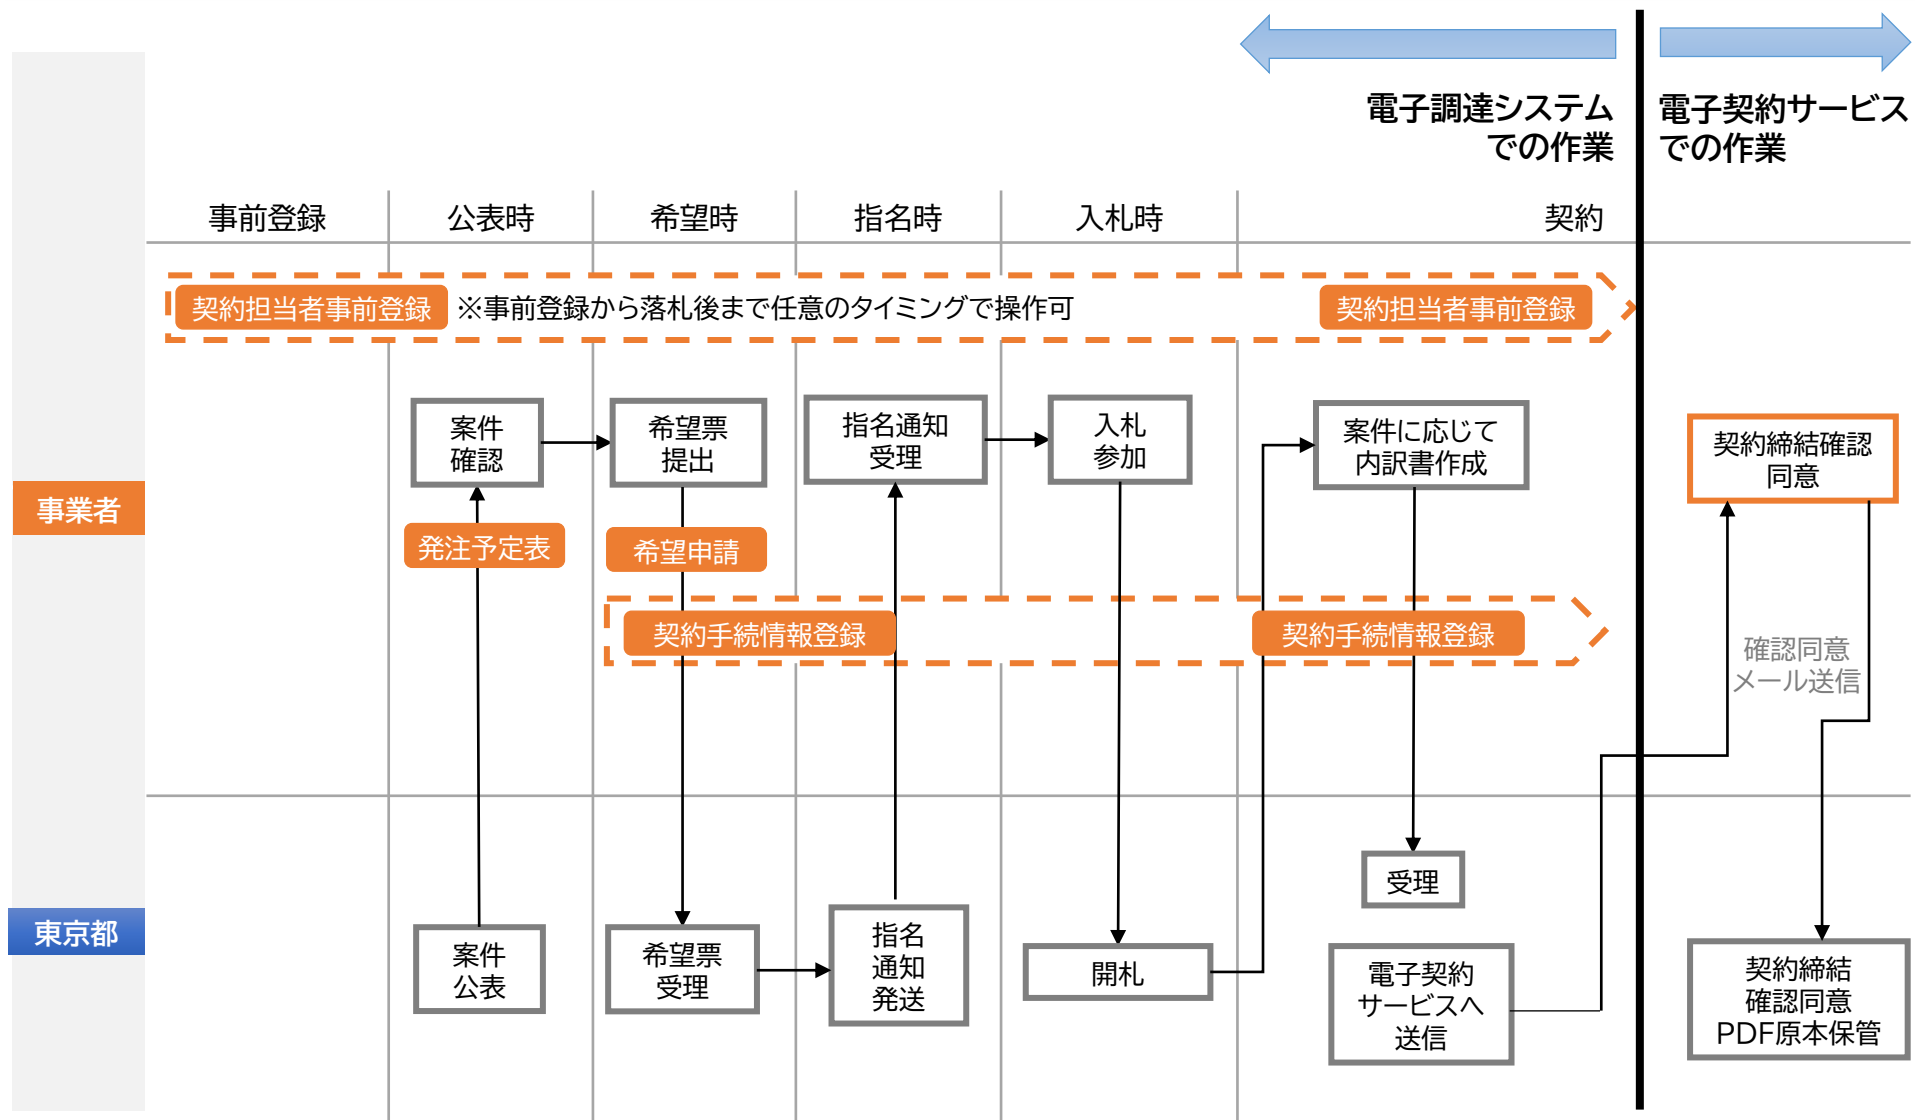 電子調達システム
での作業
電子契約サービス
での作業
事前登録
公表時
希望時
指名時
入札時
契約
契約担当者事前登録
※事前登録から落札後まで任意のタイミングで操作可
契約担当者事前登録
事業者
案件
確認
希望票
提出
指名通知
受理
入札
参加
案件に応じて
内訳書作成
契約締結確認
同意
発注予定表
希望申請
契約手続情報登録
契約手続情報登録
確認同意
メール送信
東京都
案件
公表
希望票
受理
指名
通知
発送
開札
受理
電子契約
サービスへ
送信
契約締結
確認同意
PDF原本保管